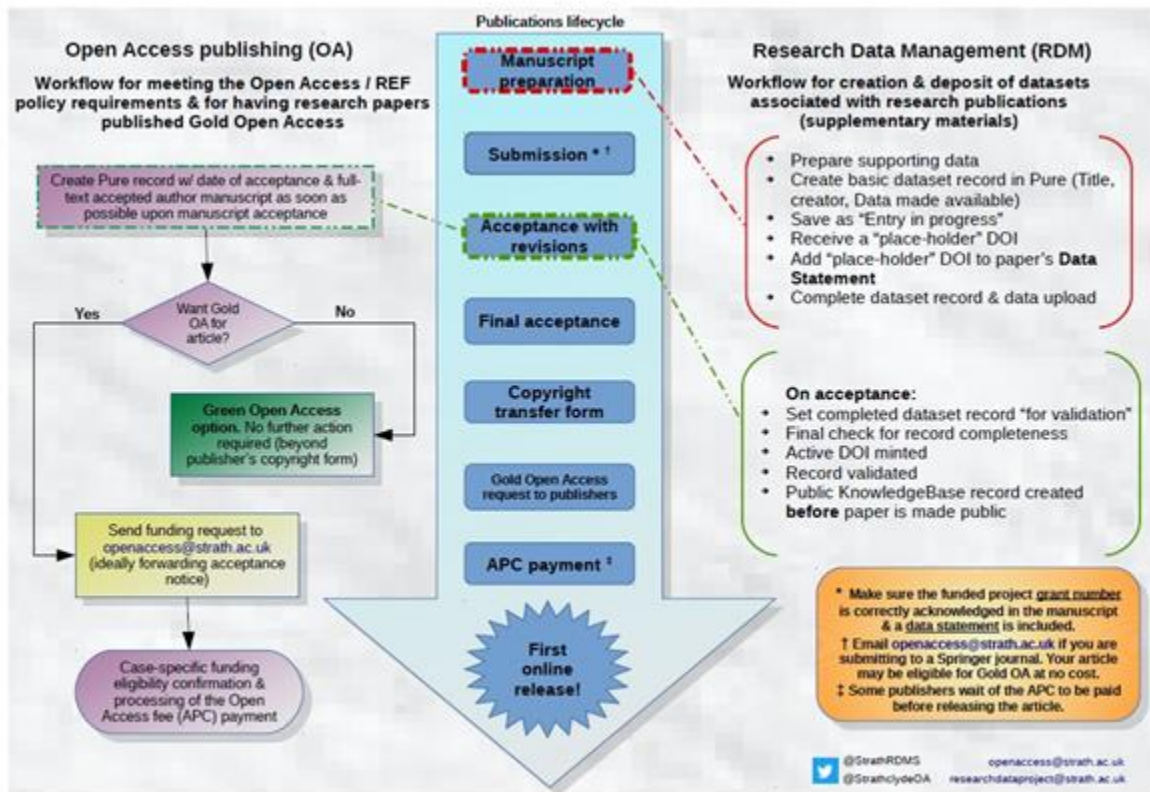 Publications lifecycle
Open Access publishing (OA)
Workflow for meeting the Open Access / REF
policy requirements & for having research papers
published Gold Open Access
Create Pure record w/ date of acceptance & full-
text accepted author manuscript as soon as
possible upon manuscript acceptance
Want Gold
OA for
article?
Yes
No
Green Open Access
option. No further action
required (beyond
publisher's copyright form)
Send funding request to
openaccess@strath.ac.uk
(ideally forwarding acceptance
notice)
Case-specific funding
eligibility confirmation &
processing of the Open
Access fee (APC) payment
Manuscript
preparation
Submission * †
Acceptance with
revisions
Final acceptance
Copyright
transfer form
Gold Open Access
request to publishers
APC payment ‡
First
online
release!
Research Data Management (RDM)
Workflow for creation & deposit of datasets
associated with research publications
(supplementary materials)
• Prepare supporting data
• Create basic dataset record in Pure (Title,
creator, Data made available)
• Save as "Entry in progress"
• Receive a "place-holder" DOI
• Add "place-holder" DOI to paper's Data
Statement
• Complete dataset record & data upload
On acceptance:
• Set completed dataset record "for validation"
• Final check for record completeness
• Active DOI minted
• Record validated
• Public KnowledgeBase record created
before paper is made public
* Make sure the funded project grant number
is correctly acknowledged in the manuscript
& a data statement is included.
† Email openaccess@strath.ac.uk if you are
submitting to a Springer journal. Your article
may be eligible for Gold OA at no cost.
‡ Some publishers wait of the APC to be paid
before releasing the article.
@StrathRDMS
@StrathclydeOA
openaccess@strath.ac.uk
researchdataproject@strath.ac.uk